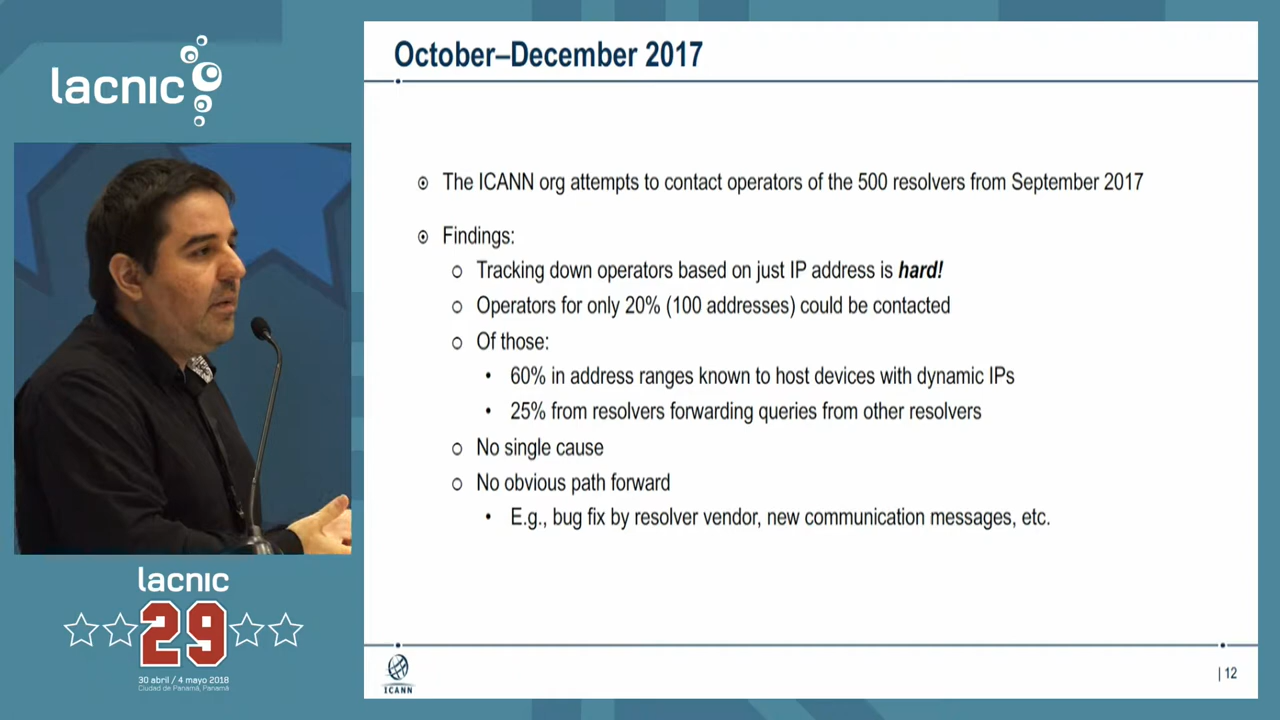 lacnic
October–December 2017
The ICANN org attempts to contact operators of the 500 resolvers from September 2017
Findings:
Tracking down operators based on just IP address is hard!
Operators for only 20% (100 addresses) could be contacted
Of those:
60% in address ranges known to host devices with dynamic IPs
25% from resolvers forwarding queries from other resolvers
No single cause
No obvious path forward
E.g., bug fix by resolver vendor, new communication messages, etc.
lacnic
29
30 abril / 4 mayo 2018
Ciudad de Panamá, Panamá
ICANN
| 12